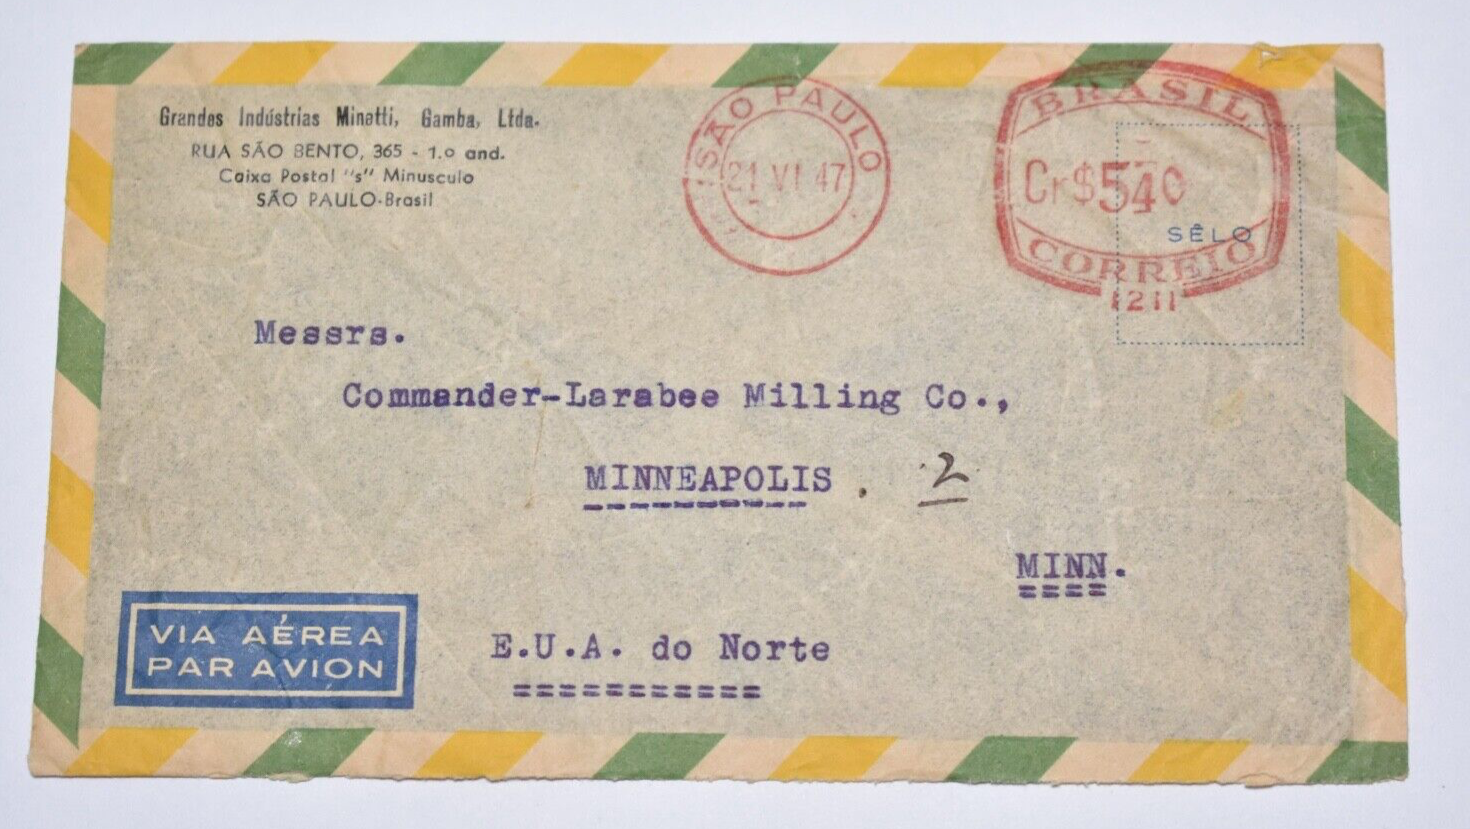 Grandes Indústrias Minetti, Gamba, Ltda.
RUA SÃO BENTO, 365 - 1.o and.
Caixa Postal "s" Minusculo
SÃO PAULO-Brasil
SÃO PAULO
21 VI 47
BRASIL
Cr$ 540
SÊLO
CORREIO
1211
Messrs.
Commander-Larabee Milling Co.,
MINNEAPOLIS . 2
MINN.
E.U.A. do Norte
VIA AÉREA
PAR AVION